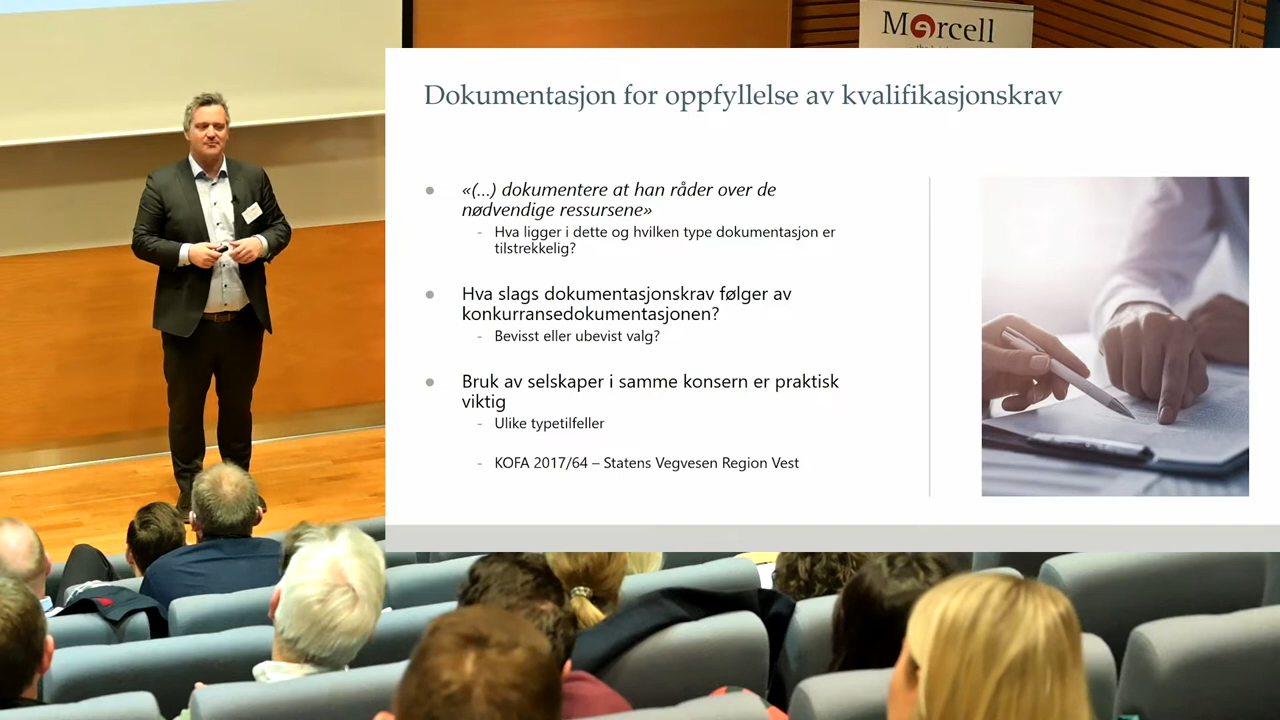 Mercell
Dokumentasjon for oppfyllelse av kvalifikasjonskrav
«(...) dokumentere at han råder over de
nødvendige ressursene»
- Hva ligger i dette og hvilken type dokumentasjon er
tilstrekkelig?
Hva slags dokumentasjonskrav følger av
konkurransedokumentasjonen?
- Bevisst eller ubevist valg?
Bruk av selskaper i samme konsern er praktisk
viktig
- Ulike typetilfeller
- KOFA 2017/64 – Statens Vegvesen Region Vest